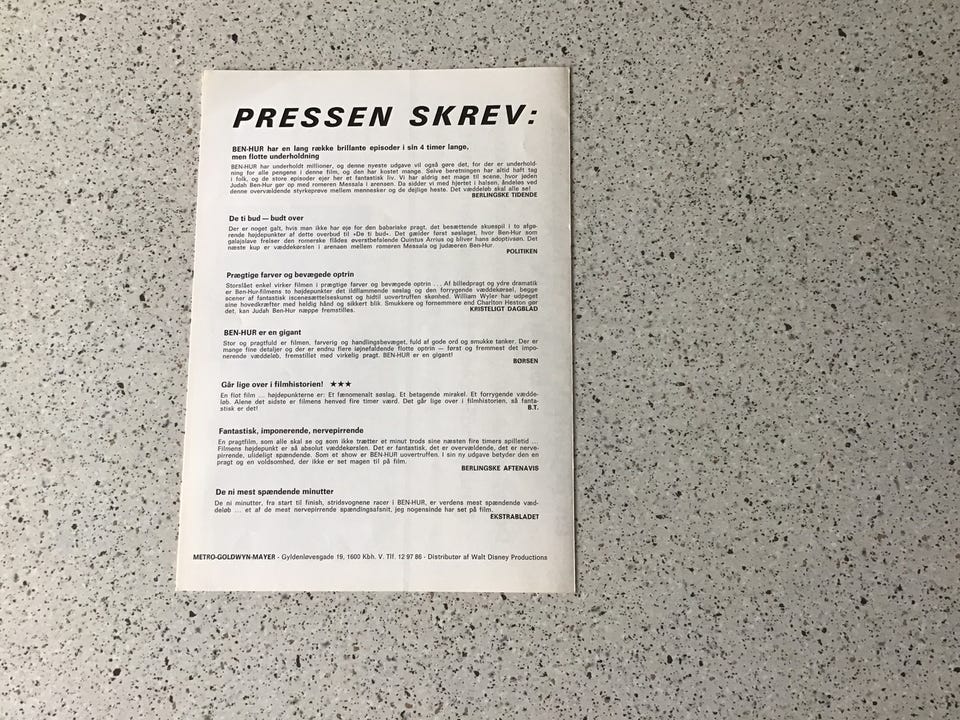 PRESSEN SKREV:
BEN-HUR har en lang række brillante episoder i sin 4 timer lange,
men flotte underholdning
BEN-HUR har underholdt millioner, og denne nyeste udgave vil også gøre det, for der er underhold-
ning for alle pengene i denne film, og den har kostet mange. Selve beretningen har altid haft tag
i folk, og de store episoder ejer her et fantastisk liv. Vi har aldrig set mage til scene, hvor jøden
Judah Ben-Hur gør op med romeren Messala i arenaen. Da sidder vi med hjertet i halsen, åndeløs ved
denne overvældende styrkeprøve mellem mennesker og de dejlige heste. Det væddeløb skal alle se!
BERLINGSKE TIDENDE
De ti bud — budt over
Der er noget galt, hvis man ikke har øje for den babariske pragt, det besættende skuespil i to afgø-
rende højdepunkter af dette overbud til »De ti bud«. Det gælder først søslaget, hvor Ben-Hur som
galajslave frelser den romerske flådes øverstbefalende Quintus Arrius og bliver hans adoptivsøn. Det
næste kup er væddekørslen i arenaen mellem romeren Messala og judæeren Ben-Hur.
POLITIKEN
Prægtige farver og bevægede optrin
Storslået enkel virker filmen i prægtige farver og bevægede optrin . . . Af billedpragt og ydre dramatik
er Ben-Hur-filmens to højdepunkter det ildflammende søslag og den forrygende væddekørsel, begge
scener af fantastisk iscenesættelseskunst og hidtil uovertruffen skønhed. William Wyler har udpeget
sine hovedkræfter med heldig hånd og sikkert blik. Smukkere og fornemmere end Charlton Heston gør
det, kan Judah Ben-Hur næppe fremstilles.
KRISTELIGT DAGBLAD
BEN-HUR er en gigant
Stor og pragtfuld er filmen, farverig og handlingsbevæget, fuld af gode ord og smukke tanker. Der er
mange fine detaljer og der er endnu flere iøjnefaldende flotte optrin — først og fremmest det impo-
nerende væddeløb, fremstillet med virkelig pragt. BEN-HUR er en gigant!
BØRSEN
Går lige over i filmhistorien! ★★★
En flot film ... højdepunkterne er: Et fænomenalt søslag. Et betagende mirakel. Et forrygende vædde-
løb. Alene det sidste er filmens henved fire timer værd. Det går lige over i filmhistorien, så fanta-
stisk er det!
B.T.
Fantastisk, imponerende, nervepirrende
En pragtfilm, som alle skal se og som ikke trætter et minut trods sine næsten fire timers spilletid ...
Filmens højdepunkt er så absolut væddekørslen. Det er fantastisk, det er overvældende, det er nerve-
pirrende, ulideligt spændende. Som et show er BEN-HUR uovertruffen. I sin ny udgave betyder den en
pragt og en voldsomhed, der ikke er set magen til på film.
BERLINGSKE AFTENAVIS
De ni mest spændende minutter
De ni minutter, fra start til finish, stridsvognene racer i BEN-HUR, er verdens mest spændende væd-
deløb ... et af de mest nervepirrende spændingsafsnit, jeg nogensinde har set på film.
EKSTRABLADET
METRO-GOLDWYN-MAYER - Gyldenløvesgade 19, 1600 Kbh. V. Tlf. 12 97 86 - Distributør af Walt Disney Productions